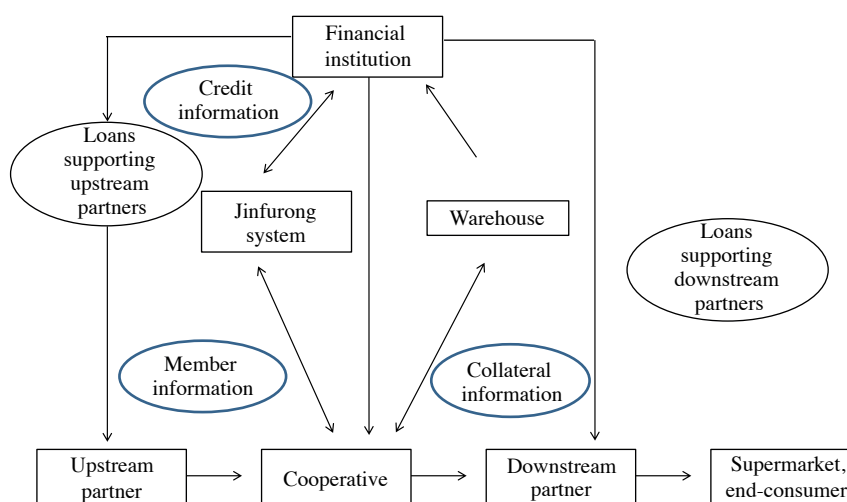 Financial
institution
Credit
information
Loans
supporting
upstream
partners
Jinfurong
system
Warehouse
Loans
supporting
downstream
partners
Member
information
Collateral
information
Upstream
partner
Cooperative
Downstream
partner
Supermarket,
end-consumer